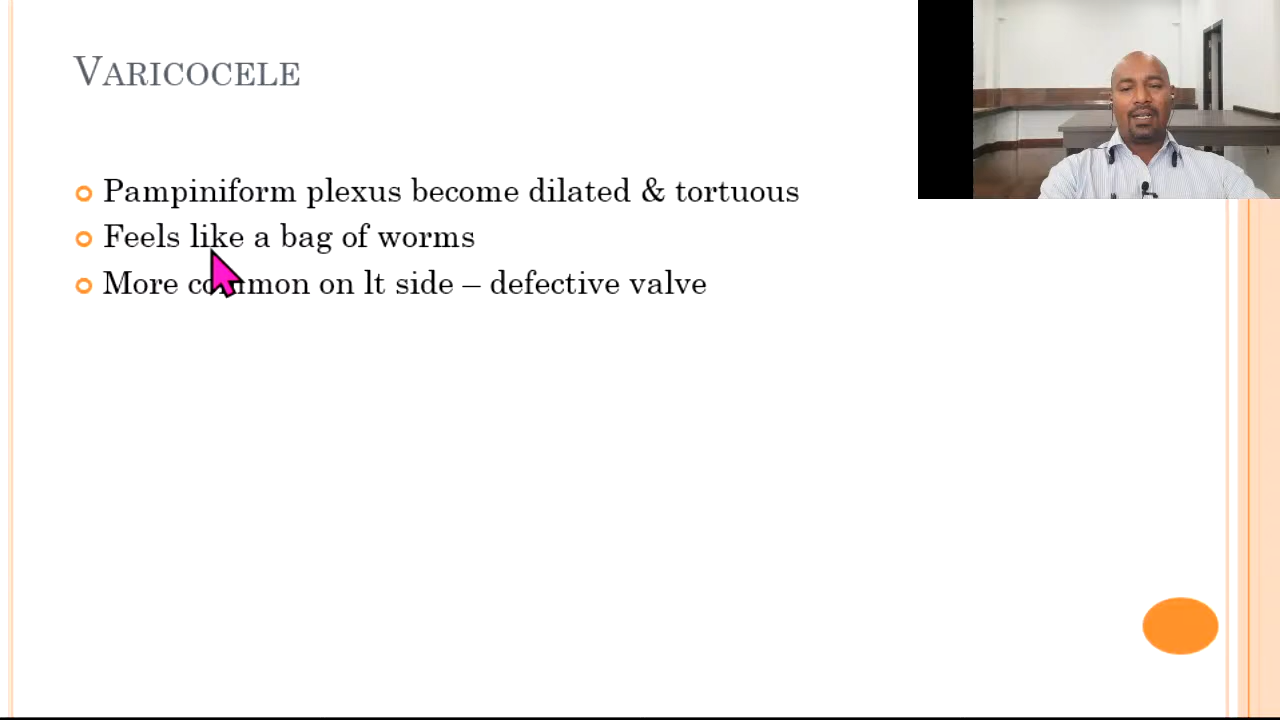 VARICOCELE
Pampiniform plexus become dilated & tortuous
Feels like a bag of worms
More common on lt side – defective valve